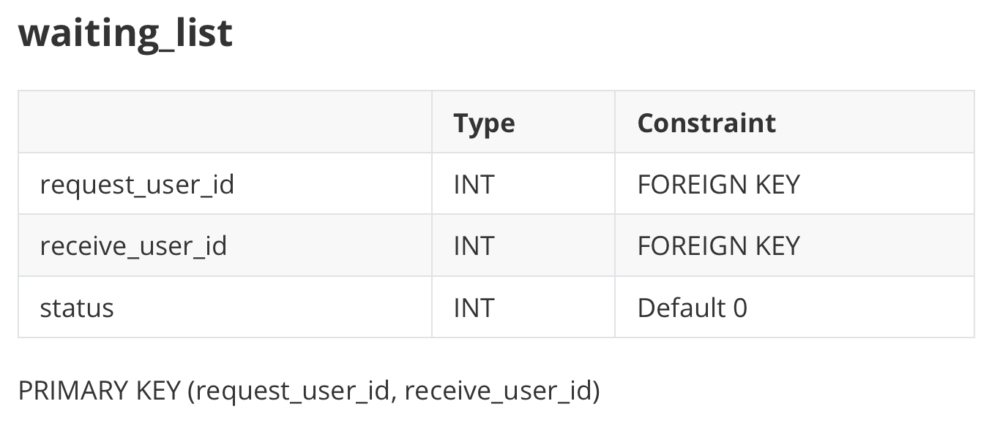 waiting_list
Type Constraint
request_user_id INT FOREIGN KEY
receive_user_id INT FOREIGN KEY
status INT Default 0
PRIMARY KEY (request_user_id, receive_user_id)